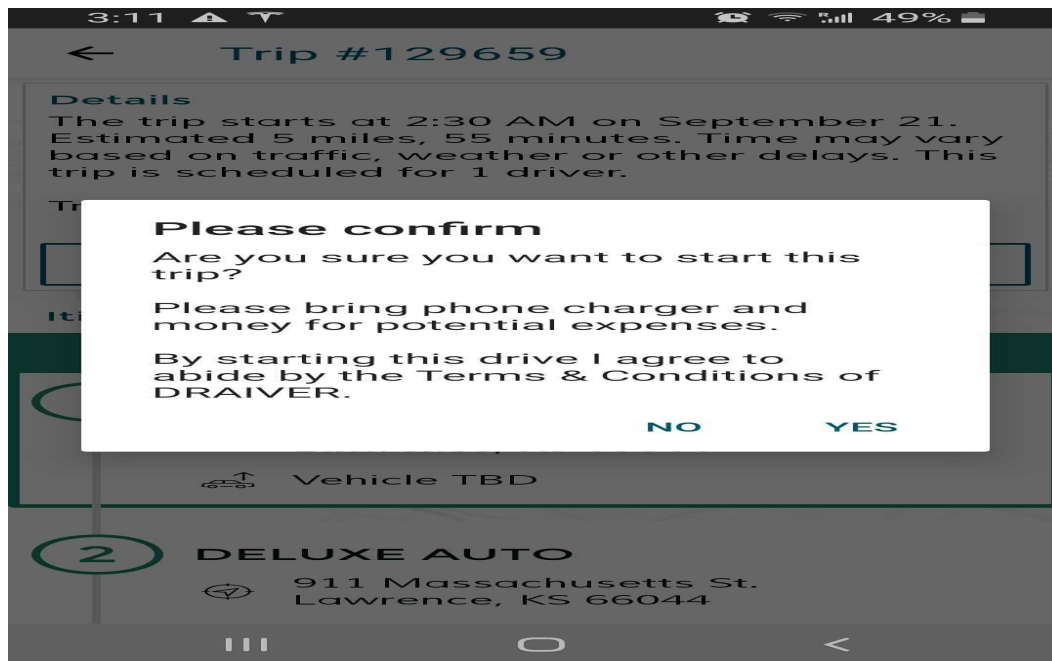 3:11
49%
Trip #129659
Details
The trip starts at 2:30 AM on September 21.
Estimated 5 miles, 55 minutes. Time may vary
based on traffic, weather or other delays. This
trip is scheduled for 1 driver.
Please confirm
Are you sure you want to start this
trip?
Please bring phone charger and
money for potential expenses.
By starting this drive I agree to
abide by the Terms & Conditions of
DRAIVER.
NO YES
Vehicle TBD
2 DELUXE AUTO
911 Massachusetts St.
Lawrence, KS 66044